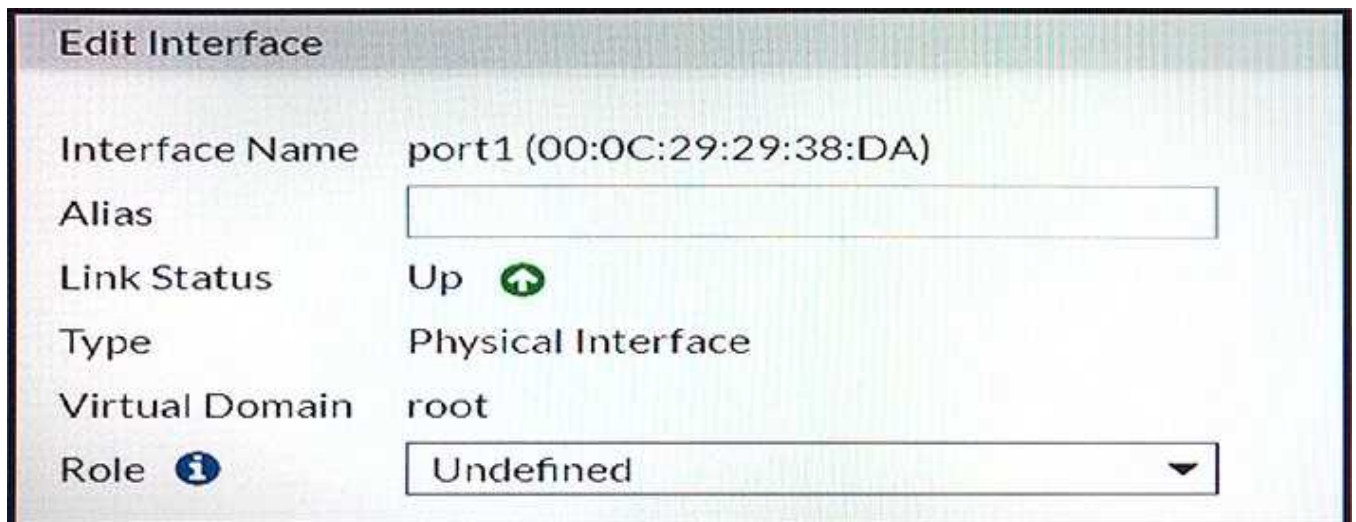 Edit Interface
Interface Name port1 (00:0C:29:29:38:DA)
Alias
Link Status Up
Type Physical Interface
Virtual Domain root
Role Undefined